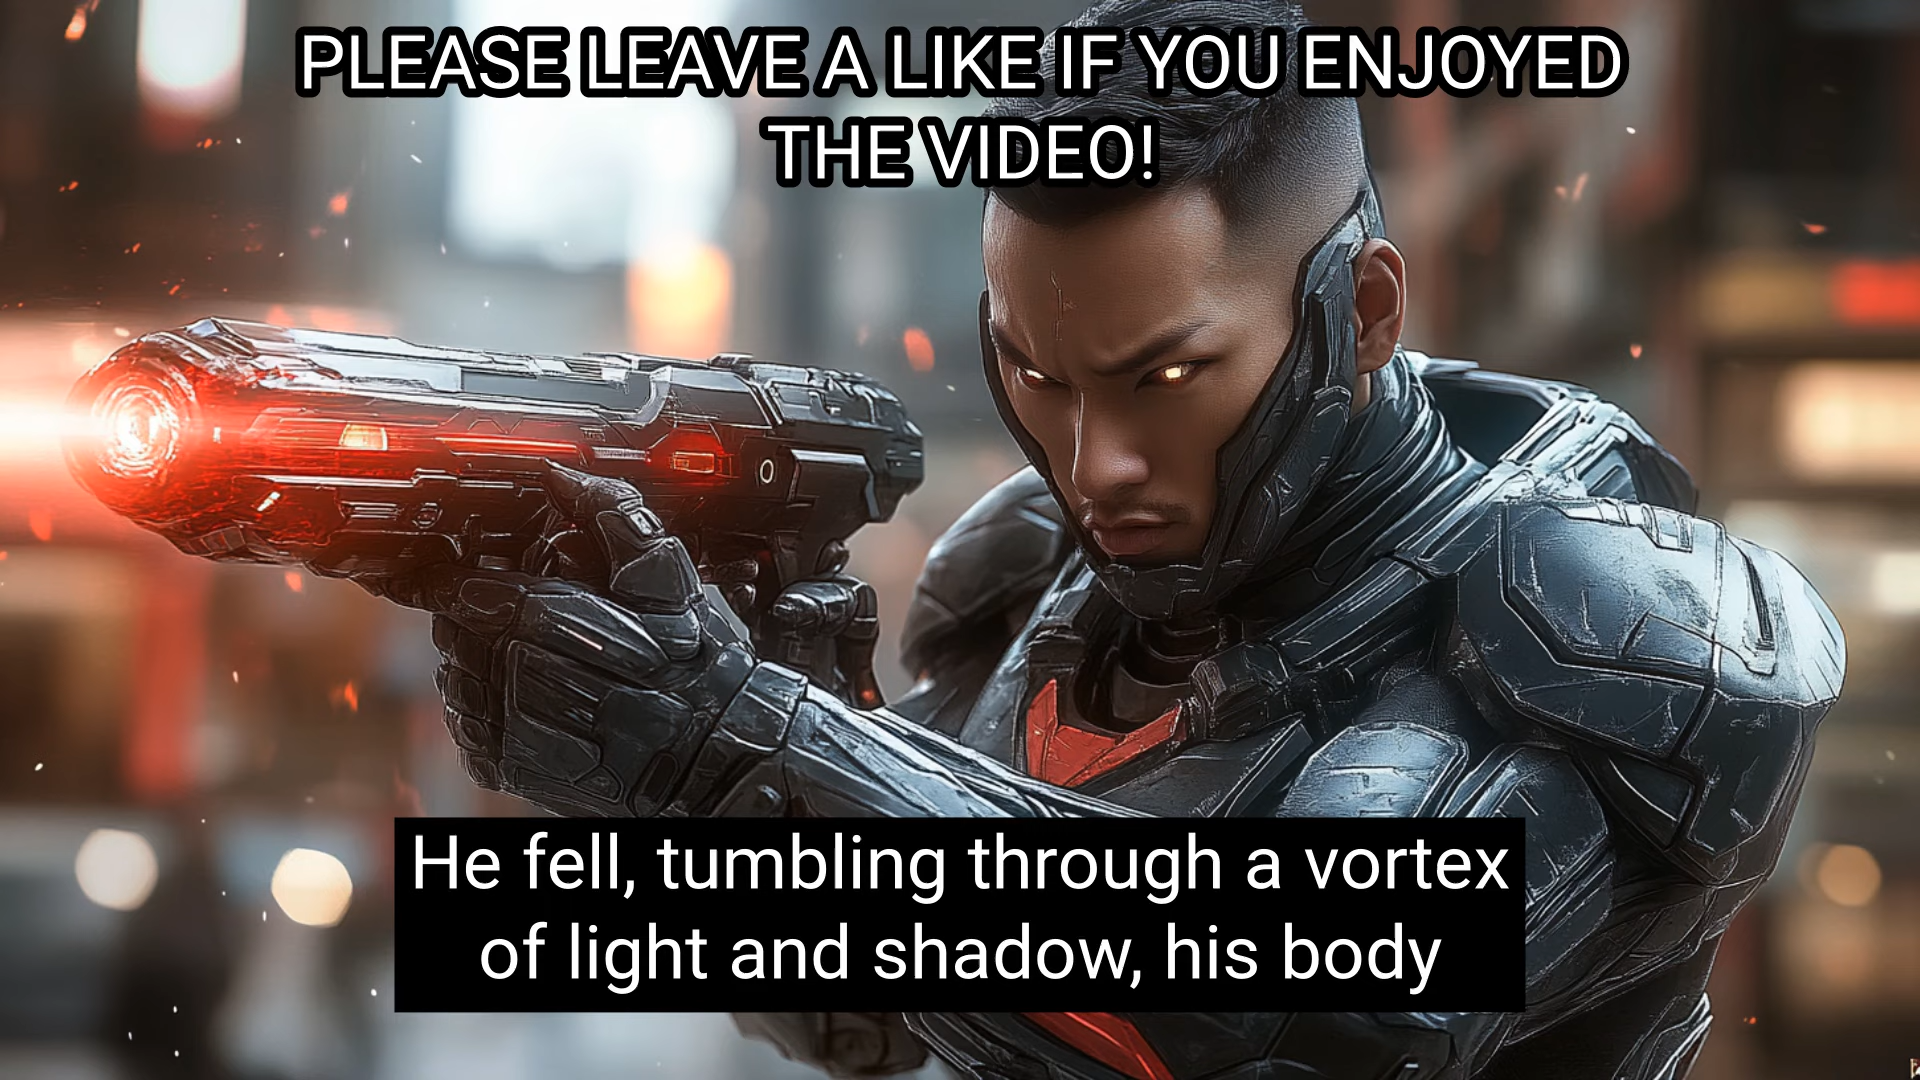 PLEASE LEAVE A LIKE IF YOU ENJOYED
THE VIDEO!
He fell, tumbling through a vortex
of light and shadow, his body